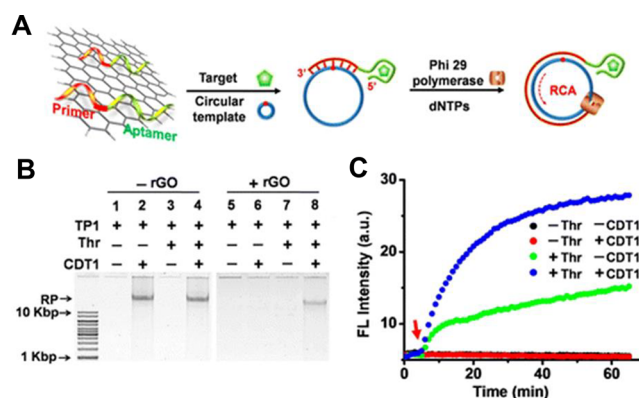 A
Primer
Aptamer
Target
Circular
template
3'
5'
Phi 29
polymerase
dNTPs
RCA
B
– rGO
+ rGO
1 2 3 4 5 6 7 8
TP1 + + + + + + + +
Thr + + + +
CDT1 + + + +
RP→
10 Kbp→
1 Kbp→
C
FL Intensity (a.u.)
30
20
10
– Thr – CDT1
– Thr + CDT1
+ Thr – CDT1
+ Thr + CDT1
0 20 40 60
Time (min)